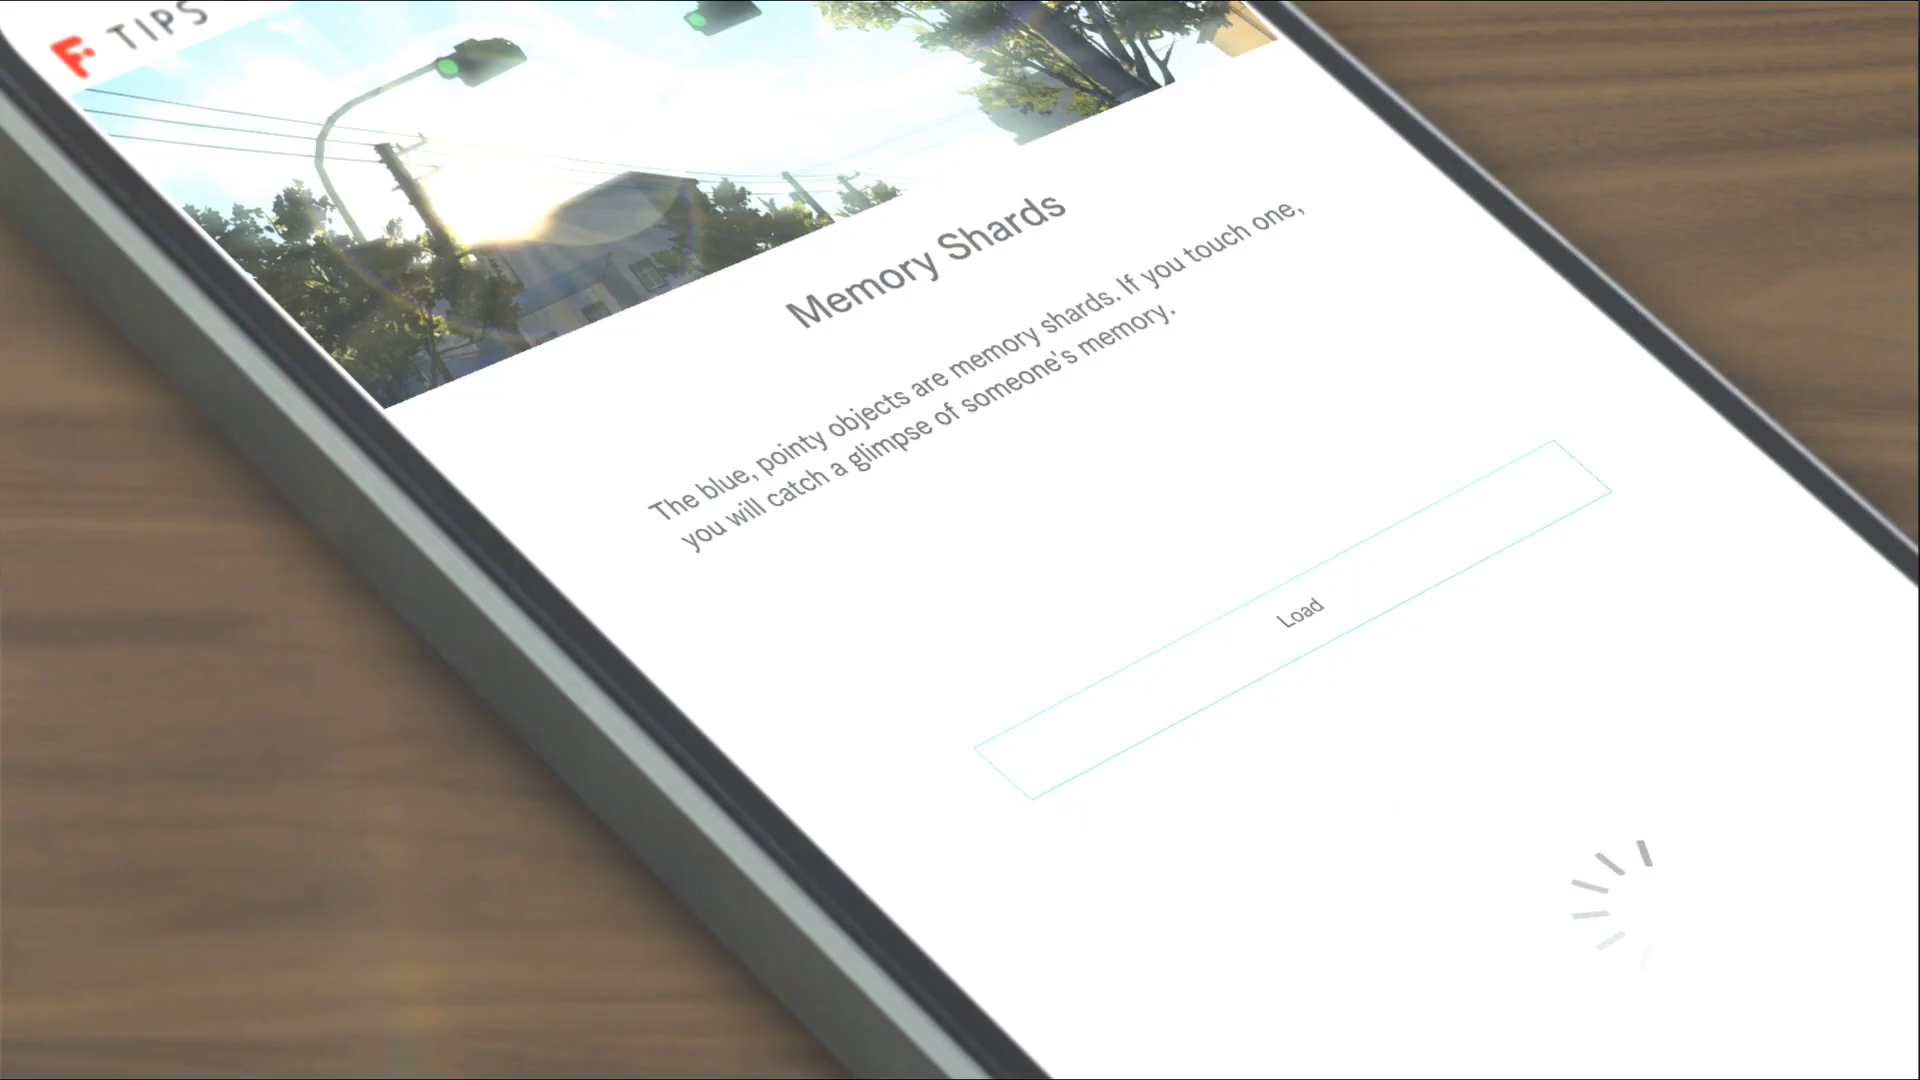 TIPS
Memory Shards
The blue, pointy objects are memory shards. If you touch one,
you will catch a glimpse of someone's memory.
Load